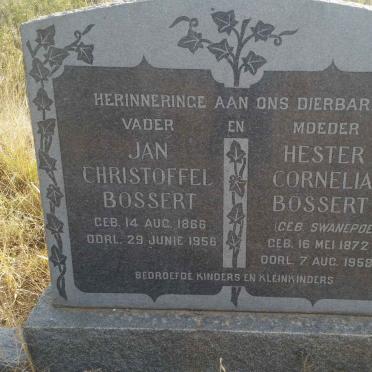 HERINNERINGE AAN ONS DIERBAR
VADER EN MOEDER
JAN
CHRISTOFFEL
BOSSERT
GEB. 14 AUG. 1866
OORL. 29 JUNIE 1956
HESTER
CORNELIA
BOSSERT
(GEB. SWANEPOE
GEB. 16 MEI 1872
OORL. 7 AUG. 1958
BEDROEFDE KINDERS EN KLEINKINDERS